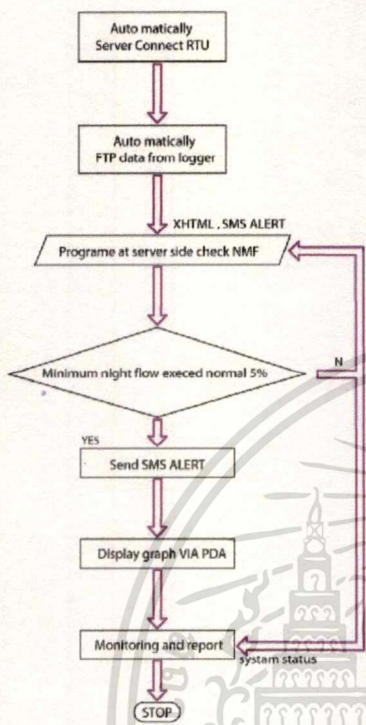 Auto matically
Server Connect RTU
Auto matically
FTP data from logger
XHTML , SMS ALERT
Programe at server side check NMF
Minimum night flow execed normal 5%
N
YES
Send SMS ALERT
Display graph VIA PDA
Monitoring and report
systam status
STOP